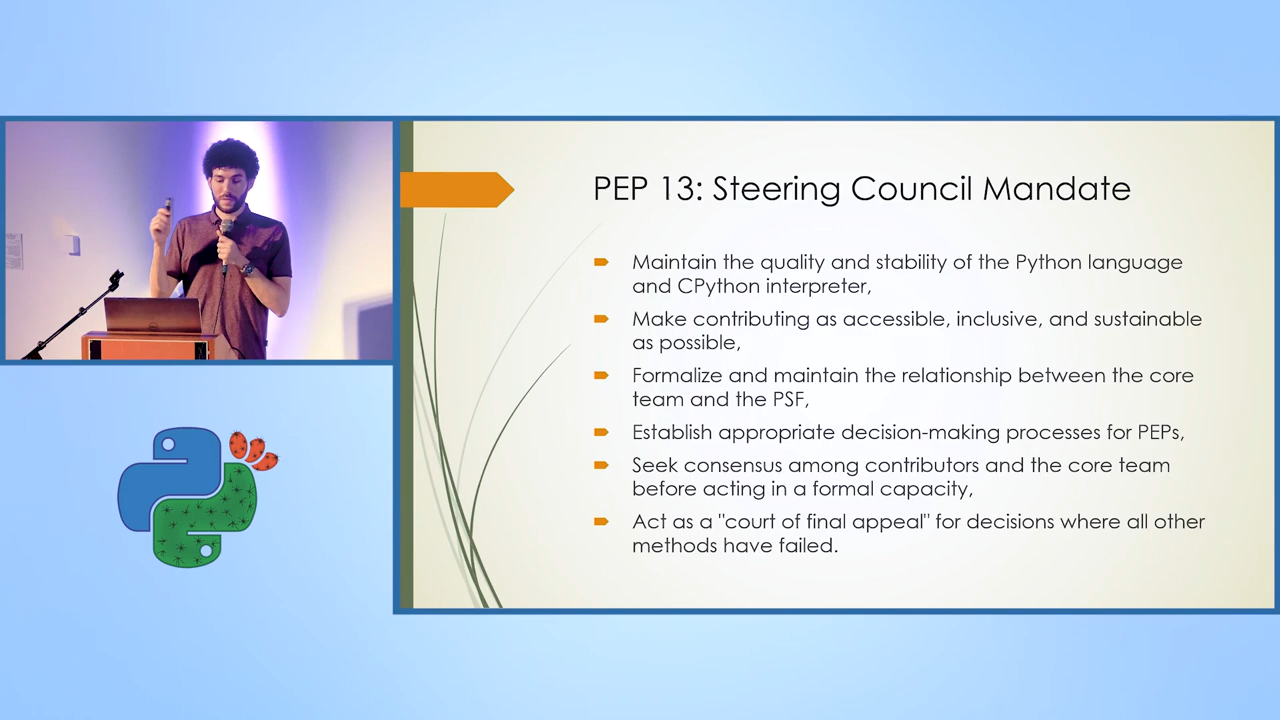 PEP 13: Steering Council Mandate
Maintain the quality and stability of the Python language
and CPython interpreter,
Make contributing as accessible, inclusive, and sustainable
as possible,
Formalize and maintain the relationship between the core
team and the PSF,
Establish appropriate decision-making processes for PEPs,
Seek consensus among contributors and the core team
before acting in a formal capacity,
Act as a "court of final appeal" for decisions where all other
methods have failed.